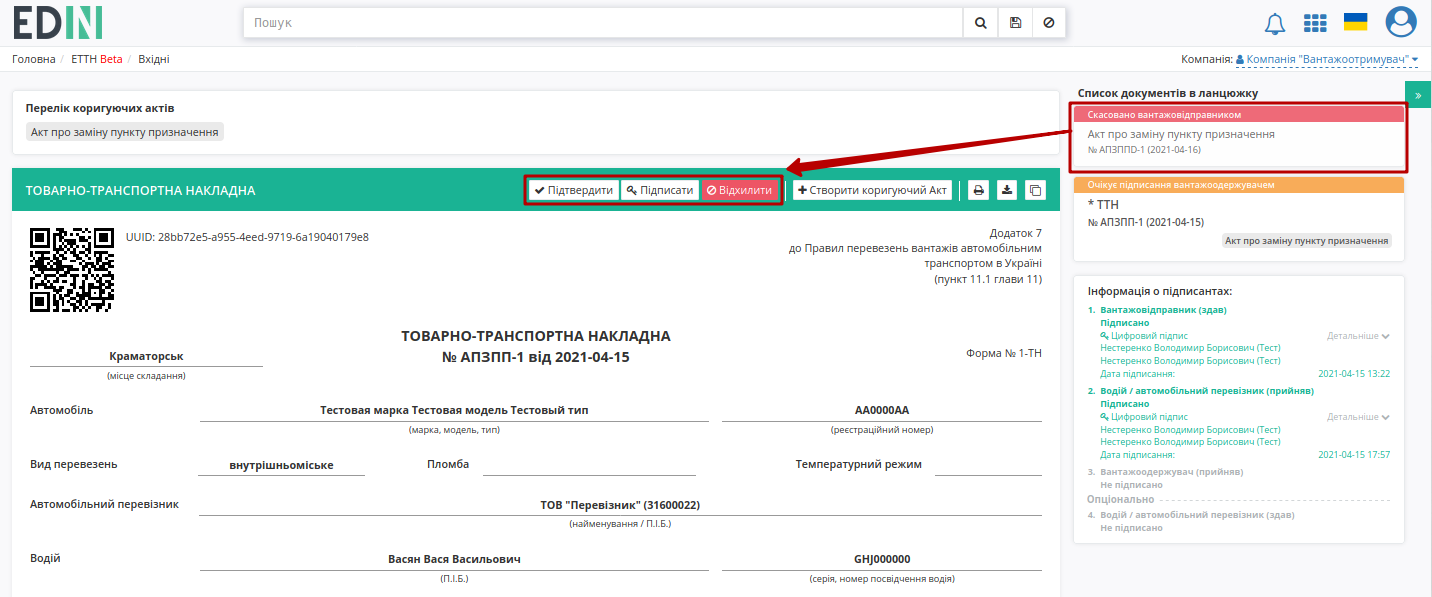 EDIN
Пошук
Головна / ЕТТН Beta / Вхідні
Компанія: Компанія "Вантажоотримувач"
Перелік коригуючих актів
Акт про заміну пункту призначення
ТОВАРНО-ТРАНСПОРТНА НАКЛАДНА
Підтвердити
Підписати
Відхилити
Створити коригуючий Акт
UUID: 28bb72e5-a955-4eed-9719-6a19040179e8
Додаток 7
до Правил перевезень вантажів автомобільним
транспортом в Україні
(пункт 11.1 глави 11)
ТОВАРНО-ТРАНСПОРТНА НАКЛАДНА
№ АПЗПП-1 від 2021-04-15
Краматорськ
(місце складання)
Форма № 1-ТН
Автомобіль
Тестовая марка Тестовая модель Тестовый тип
(марка, модель, тип)
AA0000AA
(реєстраційний номер)
Вид перевезень
внутрішньоміське
Пломба
Температурний режим
Автомобільний перевізник
ТОВ "Перевізник" (31600022)
(найменування / П.І.Б.)
Водій
Васян Вася Васильович
(П.І.Б.)
GHJ000000
(серія, номер посвідчення водія)
Список документів в ланцюжку
»
Скасовано вантажовідправником
Акт про заміну пункту призначення
№ АПЗППD-1 (2021-04-16)
Очікує підписання вантажоодержувачем
* ТТН
№ АПЗПП-1 (2021-04-15)
Акт про заміну пункту призначення
Інформація о підписантах:
1. Вантажовідправник (здав)
Підписано
Цифровий підпис Детальніше
Нестеренко Володимир Борисович (Тест)
Нестеренко Володимир Борисович (Тест)
Дата підписання: 2021-04-15 13:22
2. Водій / автомобільний перевізник (прийняв)
Підписано
Цифровий підпис Детальніше
Нестеренко Володимир Борисович (Тест)
Нестеренко Володимир Борисович (Тест)
Дата підписання: 2021-04-15 17:57
3. Вантажоодержувач (прийняв)
Не підписано
Опціонально
4. Водій / автомобільний перевізник (здав)
Не підписано